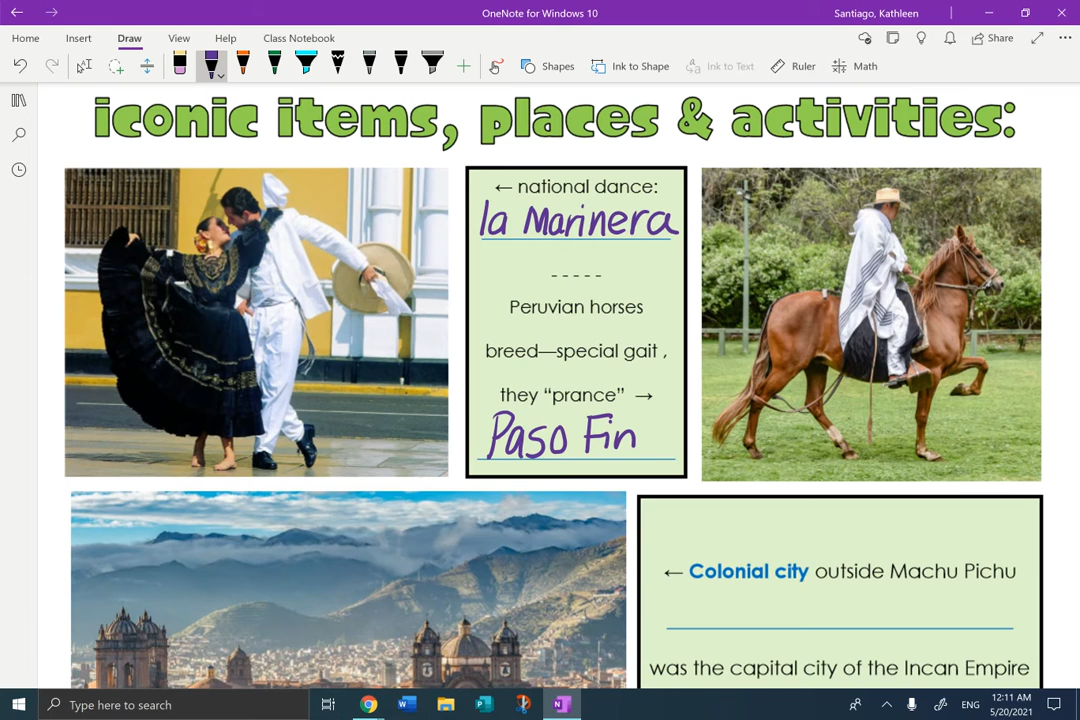 OneNote for Windows 10
Santiago, Kathleen
Home Insert Draw View Help Class Notebook
Share
Shapes Ink to Shape Ink to Text Ruler Math
iconic items, places & activities:
← national dance:
la Marinera
- - - - -
Peruvian horses
breed—special gait ,
they “prance” →
Paso Fin
← Colonial city outside Machu Pichu
was the capital city of the Incan Empire
Type here to search
ENG
12:11 AM
5/20/2021